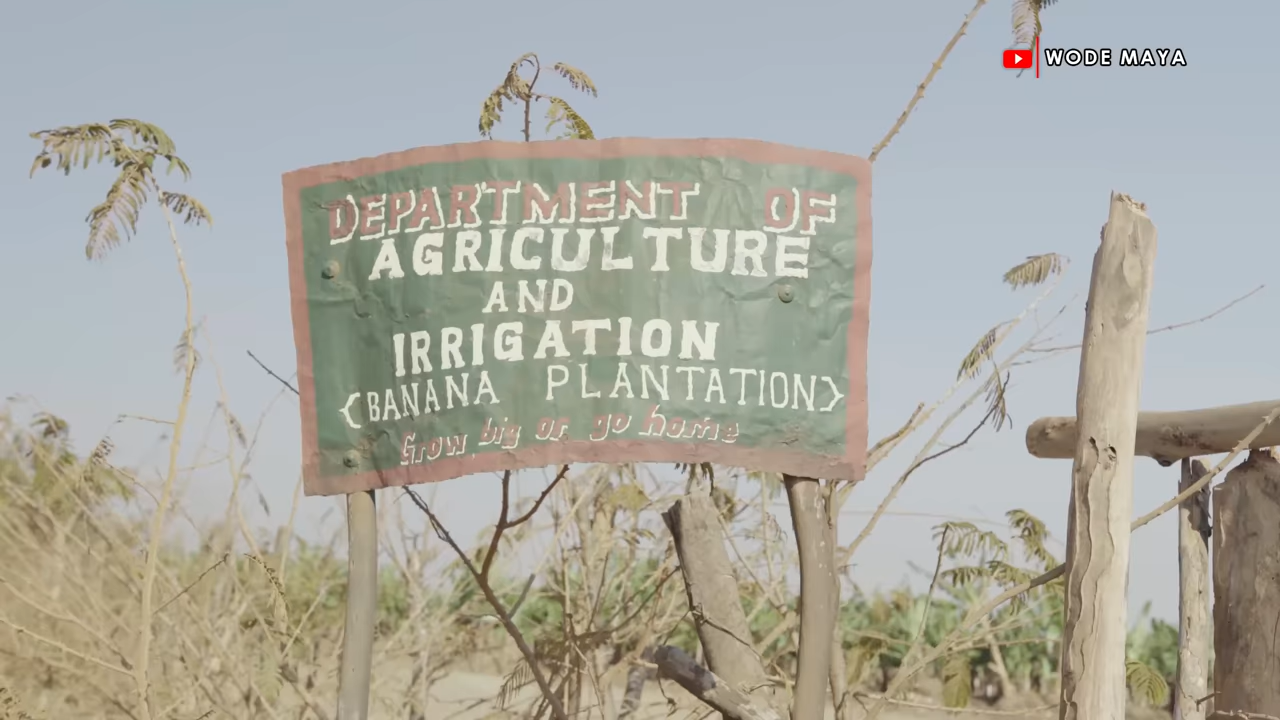 WODE MAYA
DEPARTMENT OF
AGRICULTURE
AND
IRRIGATION
(BANANA PLANTATION)
Grow big or go home